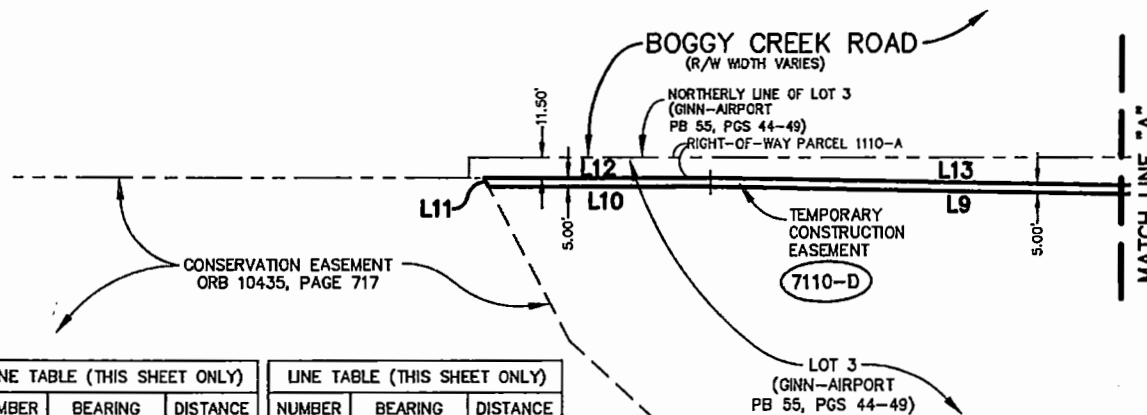 BOGGY CREEK ROAD
(R/W WIDTH VARIES)
11.50'
NORTHERLY LINE OF LOT 3
(GINN-AIRPORT
PB 55, PGS 44-49)
RIGHT-OF-WAY PARCEL 1110-A
L12
L13
L11
L10
L9
5.00'
5.00'
MATCH LINE "A"
TEMPORARY
CONSTRUCTION
EASEMENT
7110-D
CONSERVATION EASEMENT
ORB 10435, PAGE 717
LOT 3
(GINN-AIRPORT
PB 55, PGS 44-49)
NE TABLE (THIS SHEET ONLY)
MBER BEARING DISTANCE
LINE TABLE (THIS SHEET ONLY)
NUMBER BEARING DISTANCE